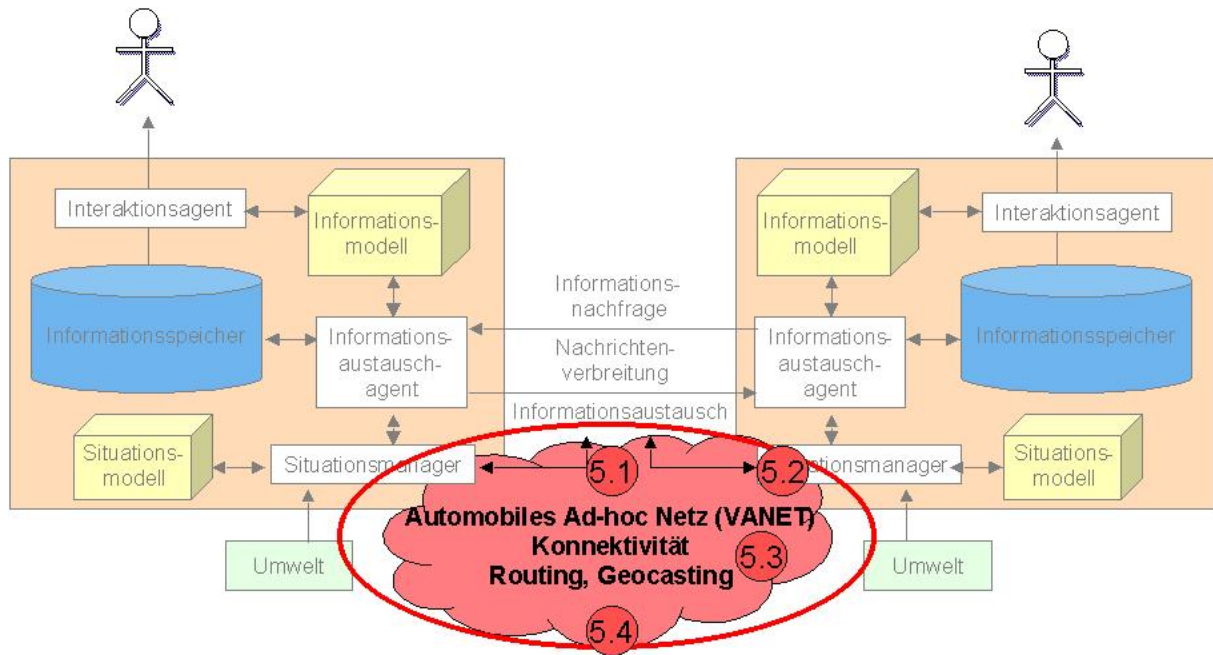 Interaktionsagent
Informations-
modell
Informationsspeicher
Informations-
austausch-
agent
Situations-
modell
Situationsmanager
Umwelt
Informations-
nachfrage
Nachrichten-
verbreitung
Informationsaustausch
Informations-
modell
Interaktionsagent
Informations-
austausch-
agent
Informationsspeicher
ationsmanager
Situations-
modell
Umwelt
5.1
5.2
Automobiles Ad-hoc Netz (VANET)
Konnektivität
5.3
Routing, Geocasting
5.4